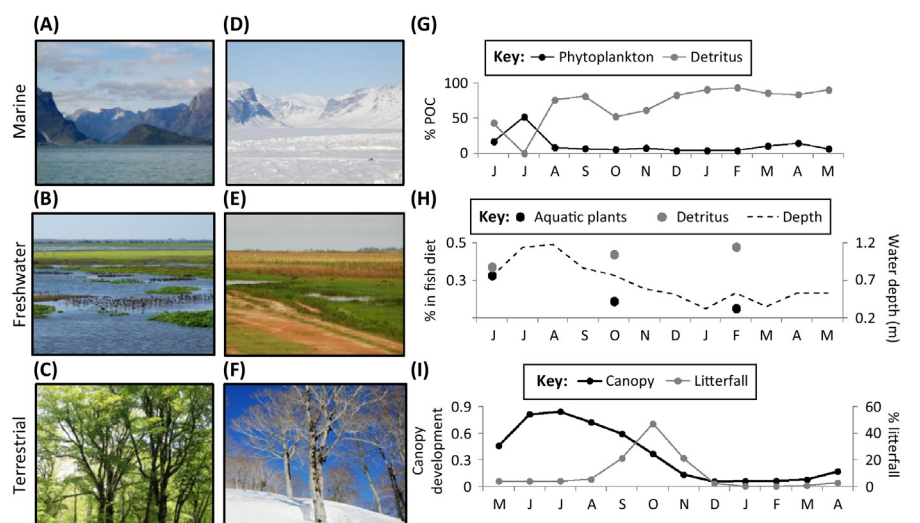 (A)
(D)
(G)
Marine
Key: Phytoplankton Detritus
100
50
0
% POC
J J A S O N D J F M A M
(B)
(E)
(H)
Freshwater
Key: Aquatic plants Detritus Depth
0.5
0.3
% in fish diet
1.2
0.7
0.2
Water depth (m)
J J A S O N D J F M A M
(C)
(F)
(I)
Terrestrial
Key: Canopy Litterfall
0.9
0.6
0.3
0
Canopy
development
60
40
20
0
% litterfall
M J J A S O N D J F M A